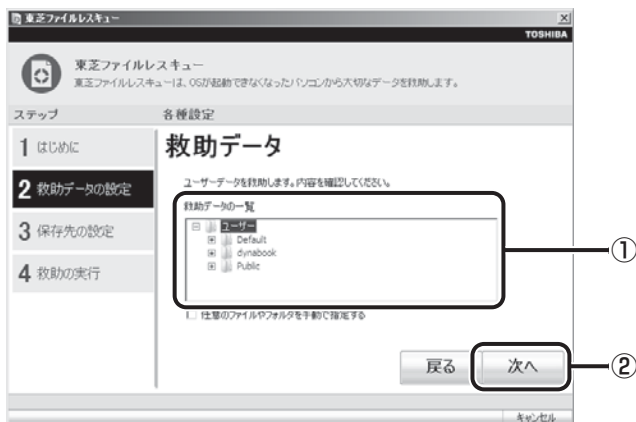 東芝ファイルレスキュー
TOSHIBA
東芝ファイルレスキュー
東芝ファイルレスキューは、OSが起動できなくなったパソコンから大切なデータを救助します。
ステップ
各種設定
1 はじめに
2 救助データの設定
3 保存先の設定
4 救助の実行
救助データ
ユーザーデータを救助します。内容を確認してください。
救助データの一覧
ユーザー
Default
dynabook
Public
①
任意のファイルやフォルダを手動で指定する
戻る
次へ
②
キャンセル